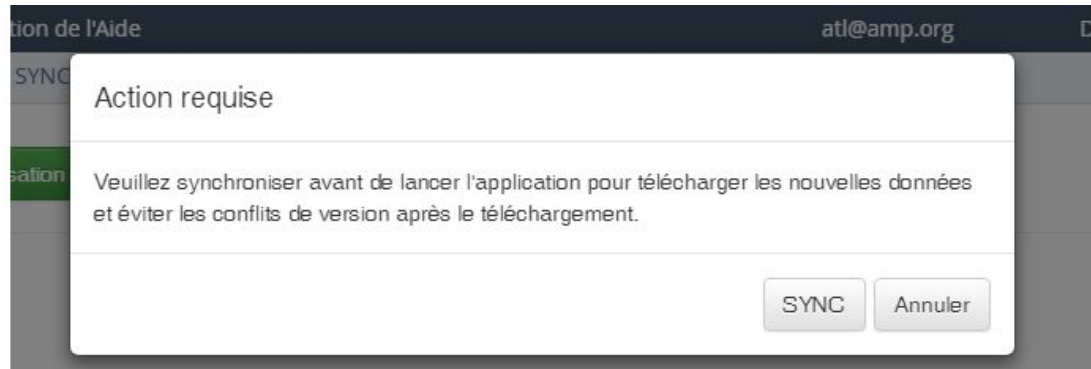 tion de l'Aide atl@amp.org D
SYNC
Action requise
sation
Veuillez synchroniser avant de lancer l'application pour télécharger les nouvelles données
et éviter les conflits de version après le téléchargement.
SYNC Annuler